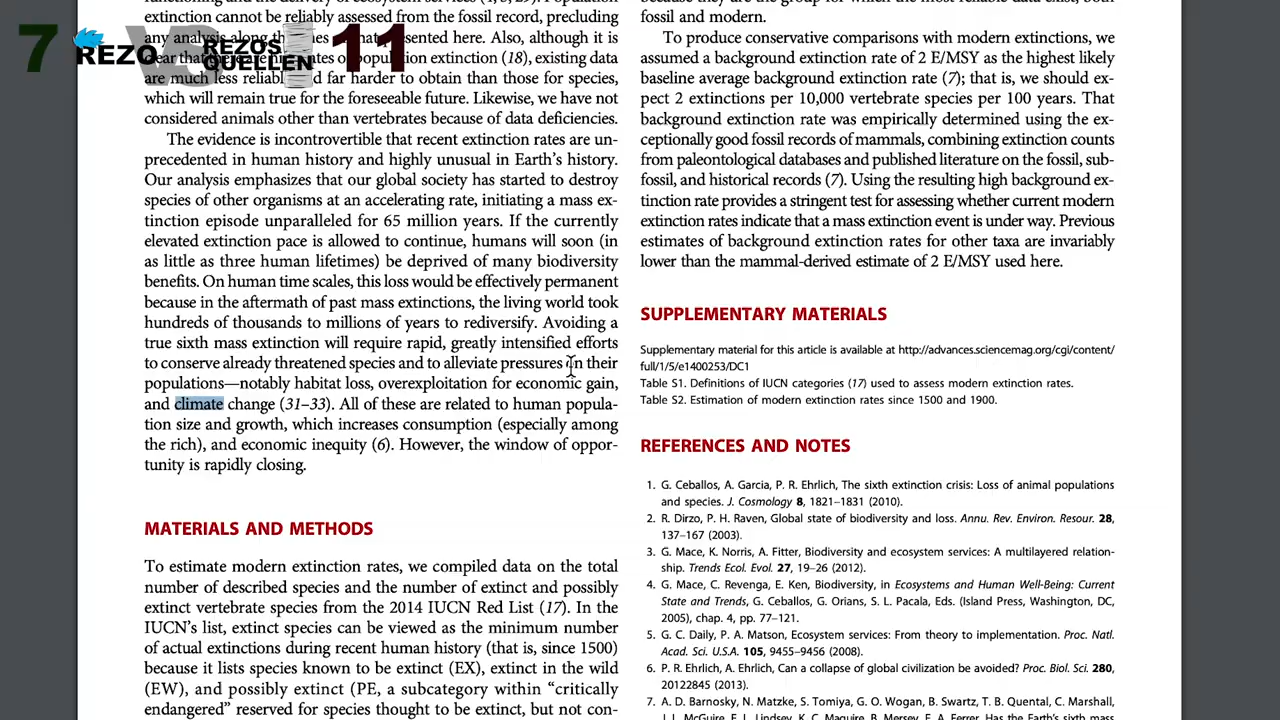 7 REZO VS REZOS QUELLEN 11
extinction cannot be reliably assessed from the fossil record, precluding
any analysis along
presented here. Also, although it is
clear that
rates of population extinction (18), existing data
are much less reliable and far harder to obtain than those for species,
which will remain true for the foreseeable future. Likewise, we have not
considered animals other than vertebrates because of data deficiencies.
The evidence is incontrovertible that recent extinction rates are un-
precedented in human history and highly unusual in Earth's history.
Our analysis emphasizes that our global society has started to destroy
species of other organisms at an accelerating rate, initiating a mass ex-
tinction episode unparalleled for 65 million years. If the currently
elevated extinction pace is allowed to continue, humans will soon (in
as little as three human lifetimes) be deprived of many biodiversity
benefits. On human time scales, this loss would be effectively permanent
because in the aftermath of past mass extinctions, the living world took
hundreds of thousands to millions of years to rediversify. Avoiding a
true sixth mass extinction will require rapid, greatly intensified efforts
to conserve already threatened species and to alleviate pressures on their
populations—notably habitat loss, overexploitation for economic gain,
and climate change (31–33). All of these are related to human popula-
tion size and growth, which increases consumption (especially among
the rich), and economic inequity (6). However, the window of oppor-
tunity is rapidly closing.
MATERIALS AND METHODS
To estimate modern extinction rates, we compiled data on the total
number of described species and the number of extinct and possibly
extinct vertebrate species from the 2014 IUCN Red List (17). In the
IUCN's list, extinct species can be viewed as the minimum number
of actual extinctions during recent human history (that is, since 1500)
because it lists species known to be extinct (EX), extinct in the wild
(EW), and possibly extinct (PE, a subcategory within "critically
endangered" reserved for species thought to be extinct, but not con-
fossil and modern.
To produce conservative comparisons with modern extinctions, we
assumed a background extinction rate of 2 E/MSY as the highest likely
baseline average background extinction rate (7); that is, we should ex-
pect 2 extinctions per 10,000 vertebrate species per 100 years. That
background extinction rate was empirically determined using the ex-
ceptionally good fossil records of mammals, combining extinction counts
from paleontological databases and published literature on the fossil, sub-
fossil, and historical records (7). Using the resulting high background ex-
tinction rate provides a stringent test for assessing whether current modern
extinction rates indicate that a mass extinction event is under way. Previous
estimates of background extinction rates for other taxa are invariably
lower than the mammal-derived estimate of 2 E/MSY used here.
SUPPLEMENTARY MATERIALS
Supplementary material for this article is available at http://advances.sciencemag.org/cgi/content/
full/1/5/e1400253/DC1
Table S1. Definitions of IUCN categories (17) used to assess modern extinction rates.
Table S2. Estimation of modern extinction rates since 1500 and 1900.
REFERENCES AND NOTES
1. G. Ceballos, A. Garcia, P. R. Ehrlich, The sixth extinction crisis: Loss of animal populations
and species. J. Cosmology 8, 1821–1831 (2010).
2. R. Dirzo, P. H. Raven, Global state of biodiversity and loss. Annu. Rev. Environ. Resour. 28,
137–167 (2003).
3. G. Mace, K. Norris, A. Fitter, Biodiversity and ecosystem services: A multilayered relation-
ship. Trends Ecol. Evol. 27, 19–26 (2012).
4. G. Mace, C. Revenga, E. Ken, Biodiversity, in Ecosystems and Human Well-Being: Current
State and Trends, G. Ceballos, G. Orians, S. L. Pacala, Eds. (Island Press, Washington, DC,
2005), chap. 4, pp. 77–121.
5. G. C. Daily, P. A. Matson, Ecosystem services: From theory to implementation. Proc. Natl.
Acad. Sci. U.S.A. 105, 9455–9456 (2008).
6. P. R. Ehrlich, A. Ehrlich, Can a collapse of global civilization be avoided? Proc. Biol. Sci. 280,
20122845 (2013).
7. A. D. Barnosky, N. Matzke, S. Tomiya, G. O. Wogan, B. Swartz, T. B. Quental, C. Marshall,